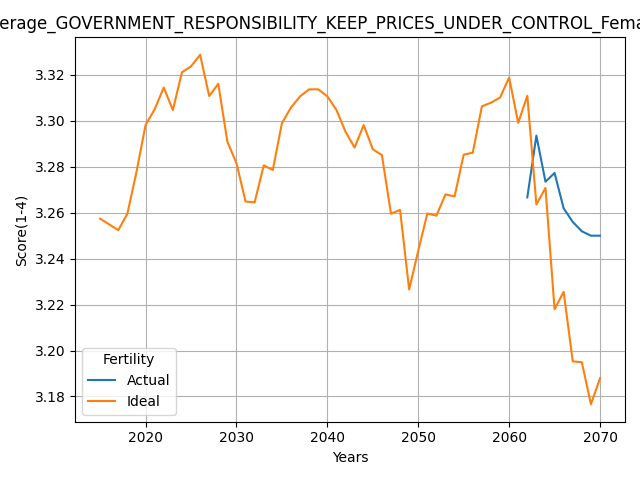 erage_GOVERNMENT_RESPONSIBILITY_KEEP_PRICES_UNDER_CONTROL_Fema
3.32
3.30
3.28
3.26
3.24
3.22
3.20
3.18
Score(1-4)
Fertility
Actual
Ideal
2020 2030 2040 2050 2060 2070
Years